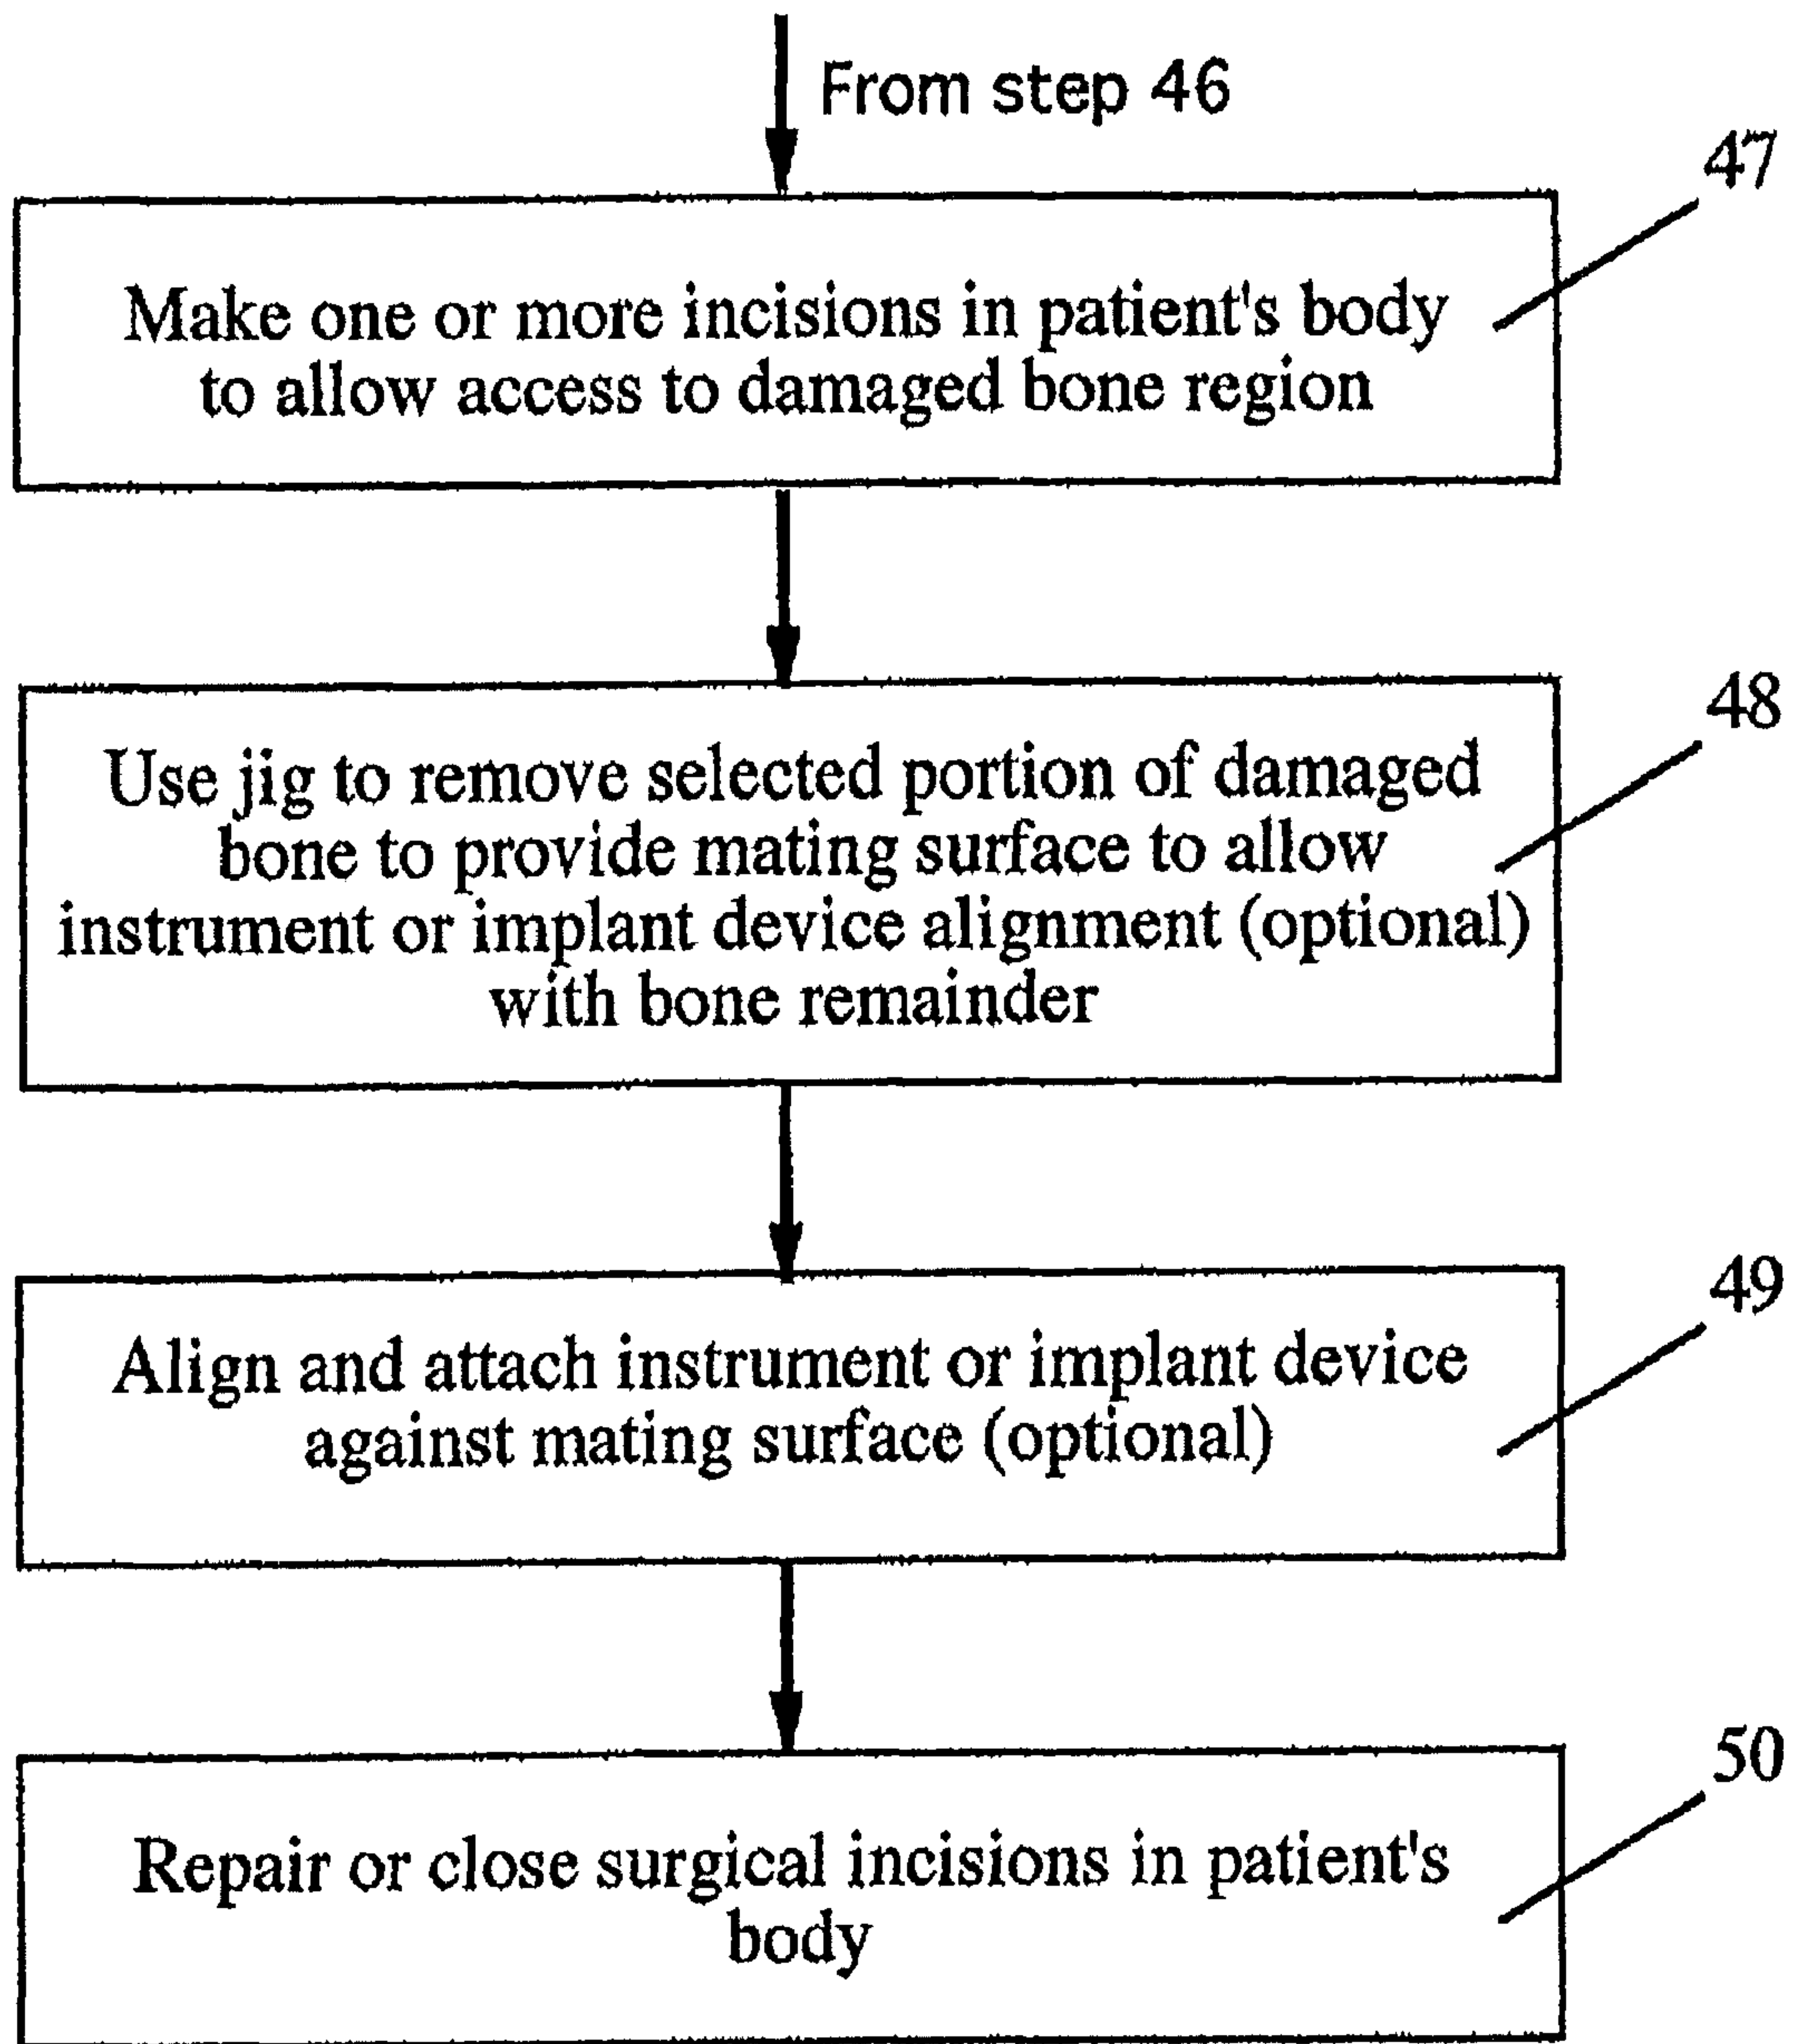 From step 46
47
Make one or more incisions in patient's body
to allow access to damaged bone region
48
Use jig to remove selected portion of damaged
bone to provide mating surface to allow
instrument or implant device alignment (optional)
with bone remainder
49
Align and attach instrument or implant device
against mating surface (optional)
50
Repair or close surgical incisions in patient's
body